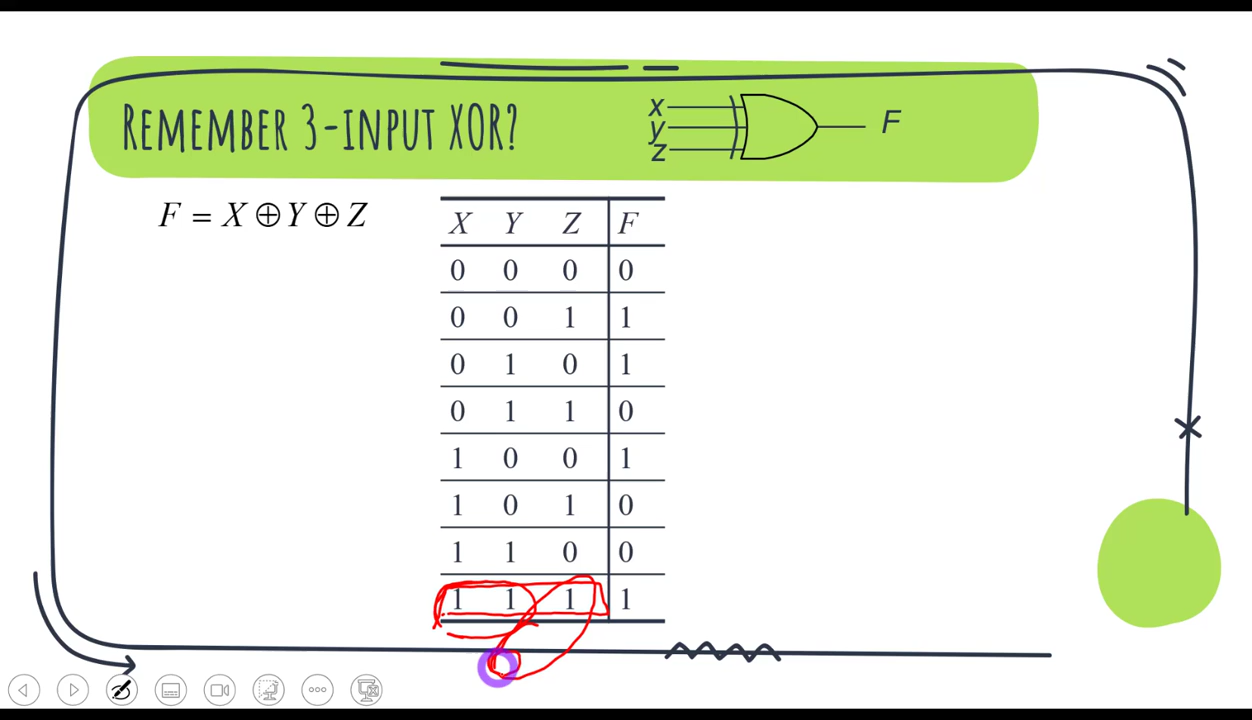 REMEMBER 3-INPUT XOR?
x
y
z
F
F = X ⊕ Y ⊕ Z
X Y Z F
0 0 0 0
0 0 1 1
0 1 0 1
0 1 1 0
1 0 0 1
1 0 1 0
1 1 0 0
1 1 1 1
0